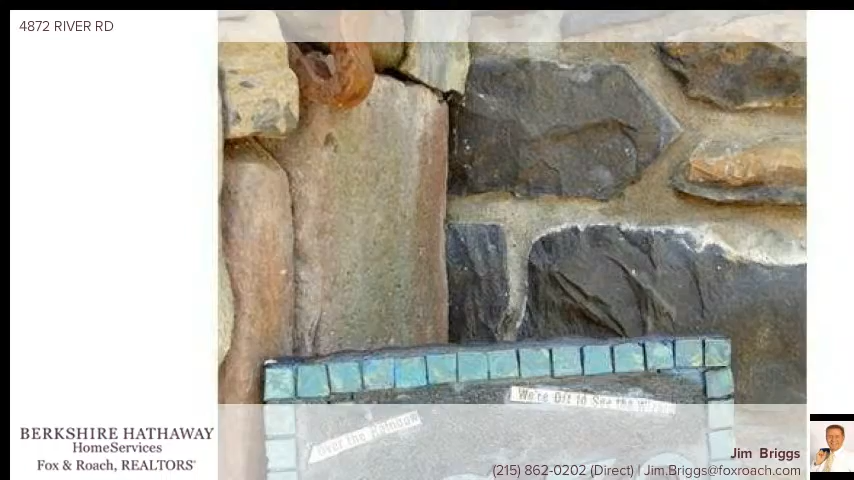 4872 RIVER RD
We're Off to See the Wizard
Over the Rainbow
BERKSHIRE HATHAWAY
HomeServices
Fox & Roach, REALTORS®
Jim Briggs
(215) 862-0202 (Direct) | Jim.Briggs@foxroach.com